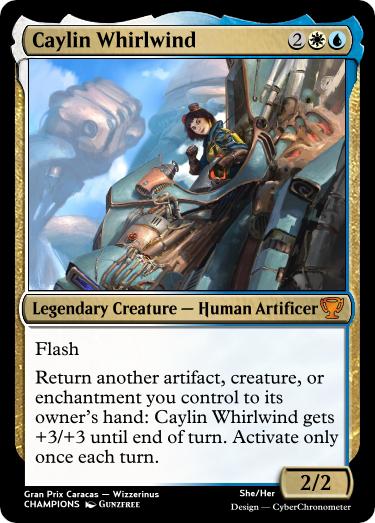 Caylin Whirlwind 2
Legendary Creature — Human Artificer
Flash
Return another artifact, creature, or
enchantment you control to its
owner's hand: Caylin Whirlwind gets
+3/+3 until end of turn. Activate only
once each turn.
2/2
Gran Prix Caracas — Wizzerinus She/Her
CHAMPIONS GUNZFREE Design — CyberChronometer